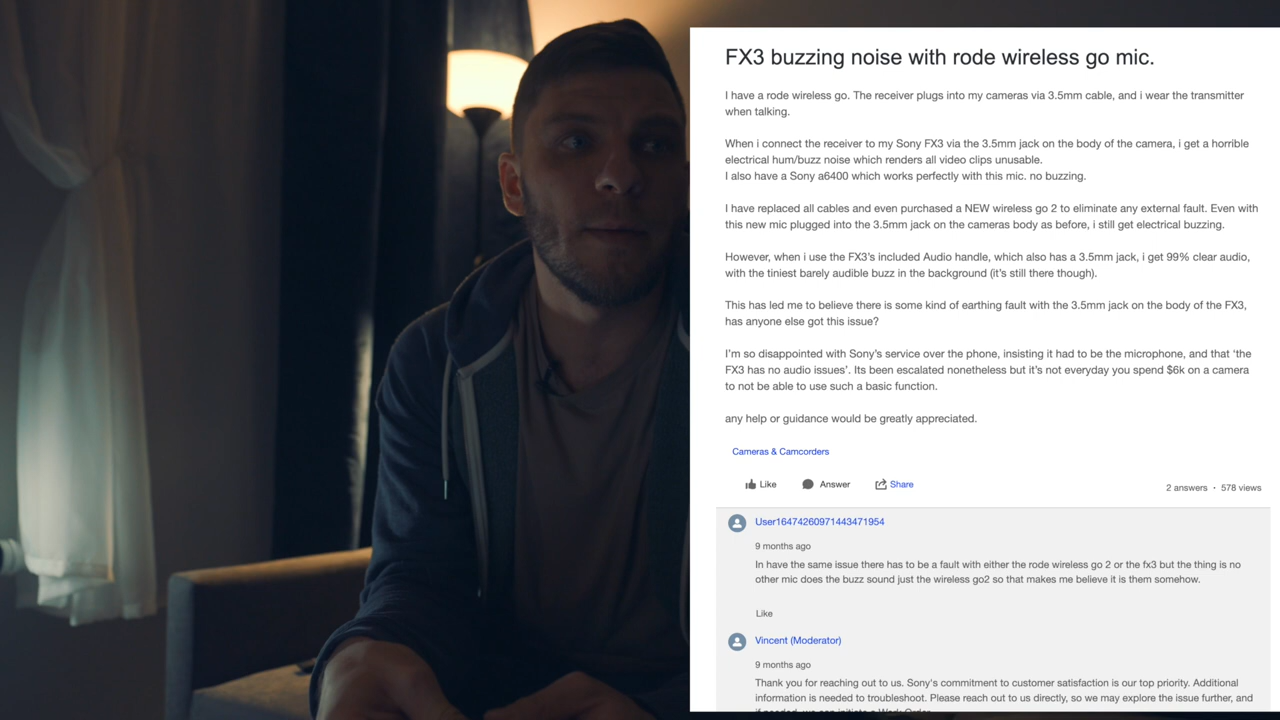 FX3 buzzing noise with rode wireless go mic.
I have a rode wireless go. The receiver plugs into my cameras via 3.5mm cable, and i wear the transmitter
when talking.
When i connect the receiver to my Sony FX3 via the 3.5mm jack on the body of the camera, i get a horrible
electrical hum/buzz noise which renders all video clips unusable.
I also have a Sony a6400 which works perfectly with this mic. no buzzing.
I have replaced all cables and even purchased a NEW wireless go 2 to eliminate any external fault. Even with
this new mic plugged into the 3.5mm jack on the cameras body as before, i still get electrical buzzing.
However, when i use the FX3's included Audio handle, which also has a 3.5mm jack, i get 99% clear audio,
with the tiniest barely audible buzz in the background (it's still there though).
This has led me to believe there is some kind of earthing fault with the 3.5mm jack on the body of the FX3,
has anyone else got this issue?
I'm so disappointed with Sony's service over the phone, insisting it had to be the microphone, and that 'the
FX3 has no audio issues'. Its been escalated nonetheless but it's not everyday you spend $6k on a camera
to not be able to use such a basic function.
any help or guidance would be greatly appreciated.
Cameras & Camcorders
Like Answer Share 2 answers · 578 views
User16474260971443471954
9 months ago
In have the same issue there has to be a fault with either the rode wireless go 2 or the fx3 but the thing is no
other mic does the buzz sound just the wireless go2 so that makes me believe it is them somehow.
Like
Vincent (Moderator)
9 months ago
Thank you for reaching out to us. Sony's commitment to customer satisfaction is our top priority. Additional
information is needed to troubleshoot. Please reach out to us directly, so we may explore the issue further, and
if needed, we can initiate a Work Order.